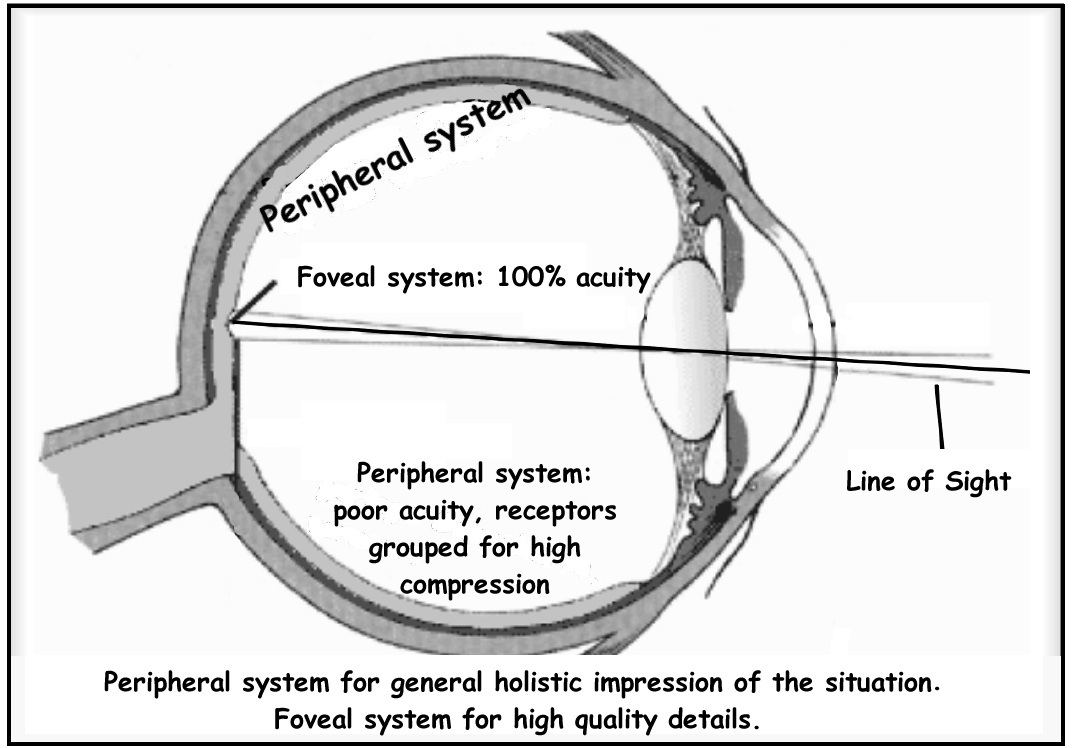 Peripheral system
Foveal system: 100% acuity
Line of Sight
Peripheral system:
poor acuity, receptors
grouped for high
compression
Peripheral system for general holistic impression of the situation.
Foveal system for high quality details.